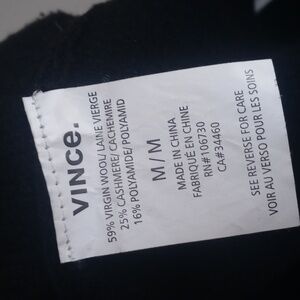 VINCE.
59% VIRGIN WOOL/ LAINE VIERGE
25% CASHMERE/ CACHEMIRE
16% POLYAMIDE/ POLYAMID
M / M
MADE IN CHINA
FABRIQUÉ EN CHINE
RN#106730
CA#34460
SEE REVERSE FOR CARE
VOIR AU VERSO POUR LES SOINS